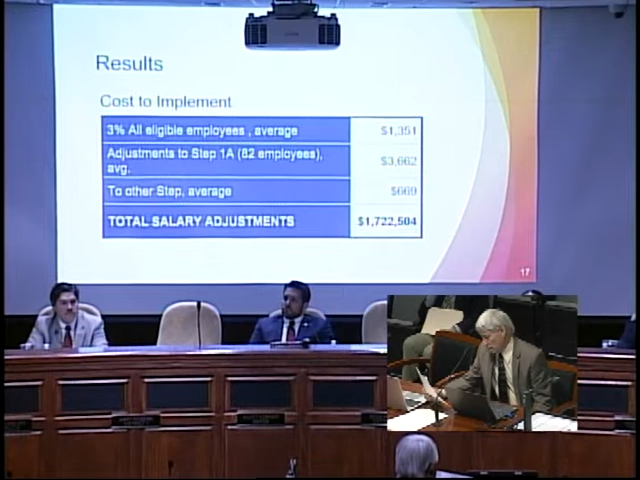 Results
Cost to Implement
3% All eligible employees , average $1,351
Adjustments to Step 1A (82 employees), avg. $3,662
To other Step, average $669
TOTAL SALARY ADJUSTMENTS $1,722,504
17